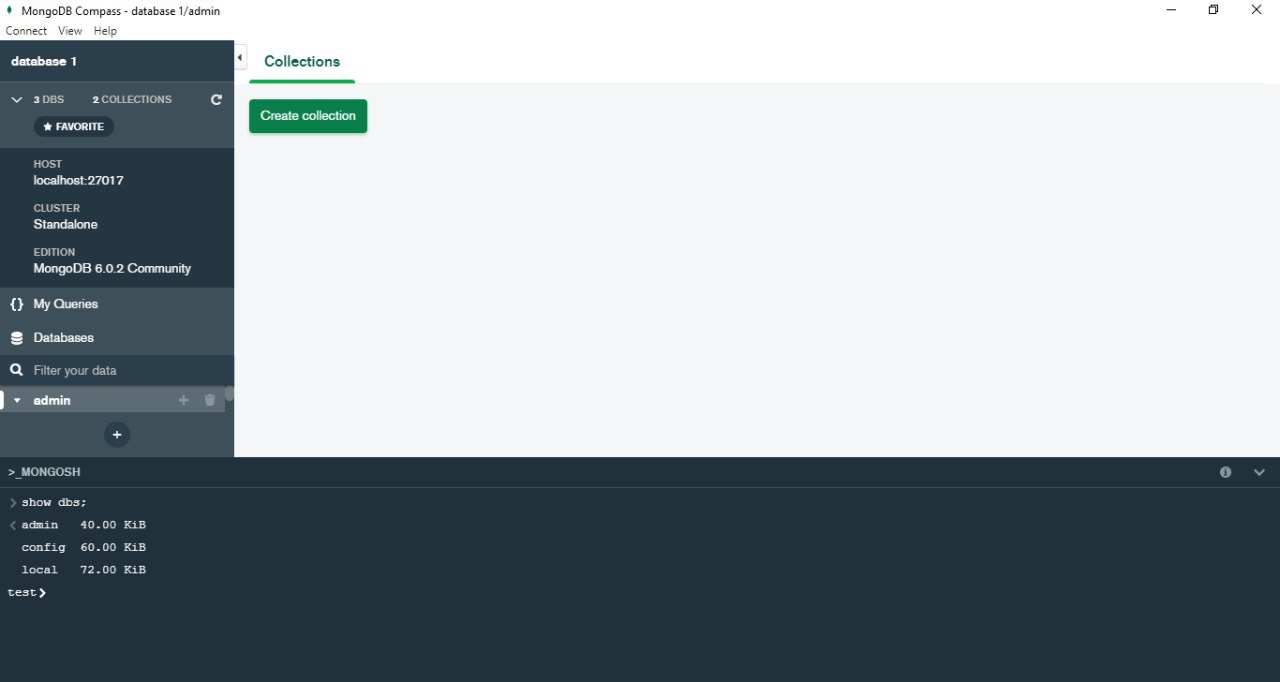 MongoDB Compass - database 1/admin
Connect View Help
database 1
Collections
3 DBS 2 COLLECTIONS
FAVORITE
Create collection
HOST
localhost:27017
CLUSTER
Standalone
EDITION
MongoDB 6.0.2 Community
{} My Queries
Databases
Filter your data
admin
>_MONGOSH
> show dbs;
< admin 40.00 KiB
config 60.00 KiB
local 72.00 KiB
test>